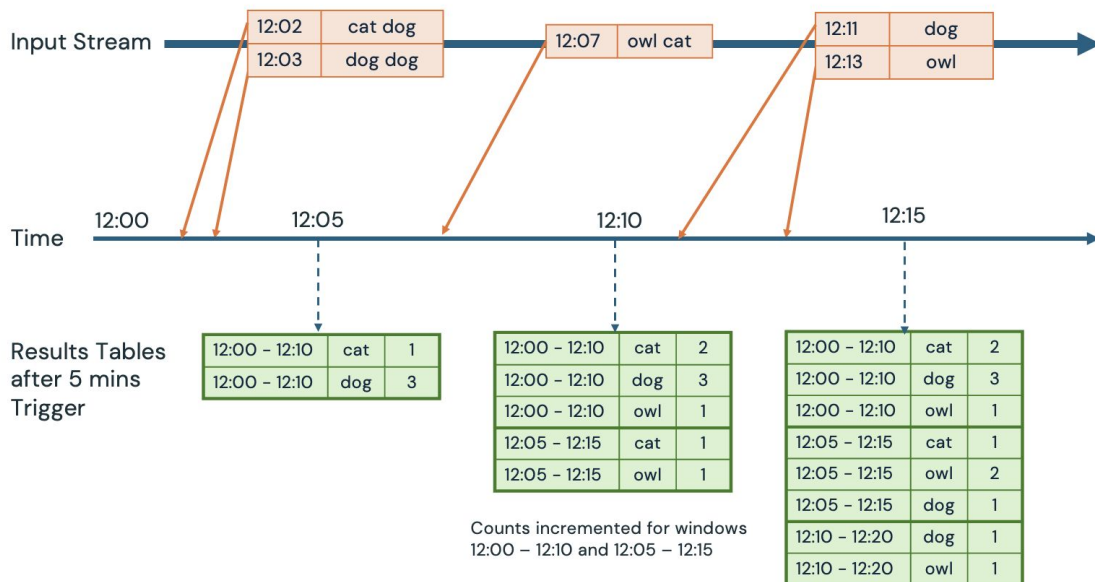 Input Stream
12:02 cat dog
12:03 dog dog
12:07 owl cat
12:11 dog
12:13 owl
Time
12:00
12:05
12:10
12:15
Results Tables
after 5 mins
Trigger
12:00 – 12:10 cat 1
12:00 – 12:10 dog 3
12:00 – 12:10 cat 2
12:00 – 12:10 dog 3
12:00 – 12:10 owl 1
12:05 – 12:15 cat 1
12:05 – 12:15 owl 1
Counts incremented for windows
12:00 – 12:10 and 12:05 – 12:15
12:00 – 12:10 cat 2
12:00 – 12:10 dog 3
12:00 – 12:10 owl 1
12:05 – 12:15 cat 1
12:05 – 12:15 owl 2
12:05 – 12:15 dog 1
12:10 – 12:20 dog 1
12:10 – 12:20 owl 1